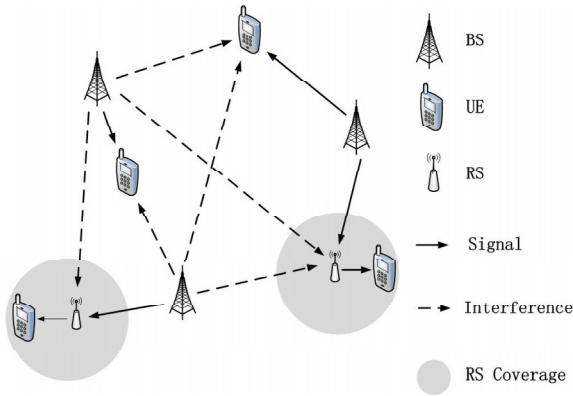 BS
UE
RS
Signal
Interference
RS Coverage